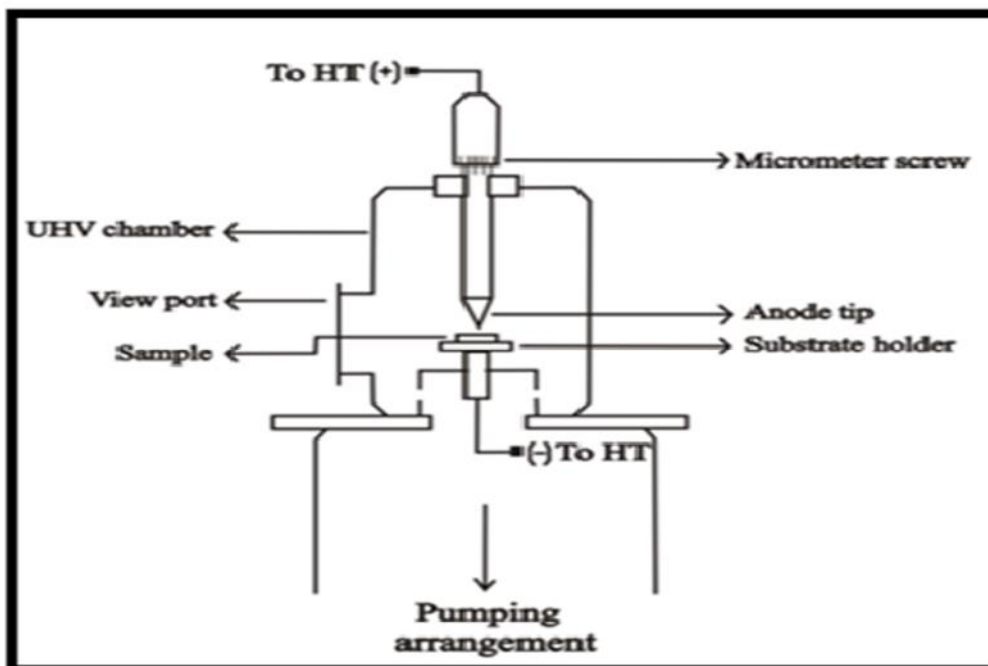 To HT (+)
Micrometer screw
UHV chamber
View port
Anode tip
Sample
Substrate holder
(-) To HT
Pumping
arrangement